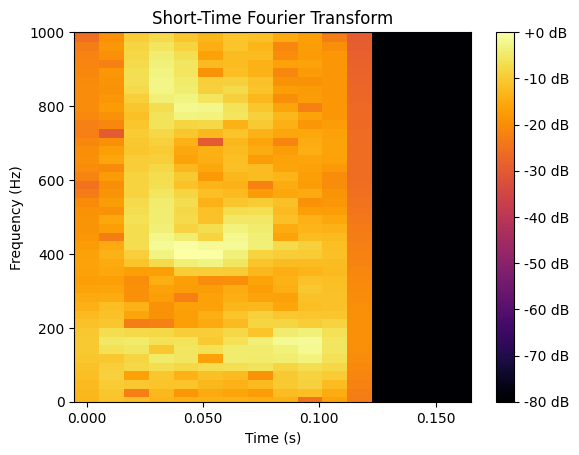 Short-Time Fourier Transform
Frequency (Hz)
1000
800
600
400
200
0
0.000 0.050 0.100 0.150
Time (s)
+0 dB
-10 dB
-20 dB
-30 dB
-40 dB
-50 dB
-60 dB
-70 dB
-80 dB